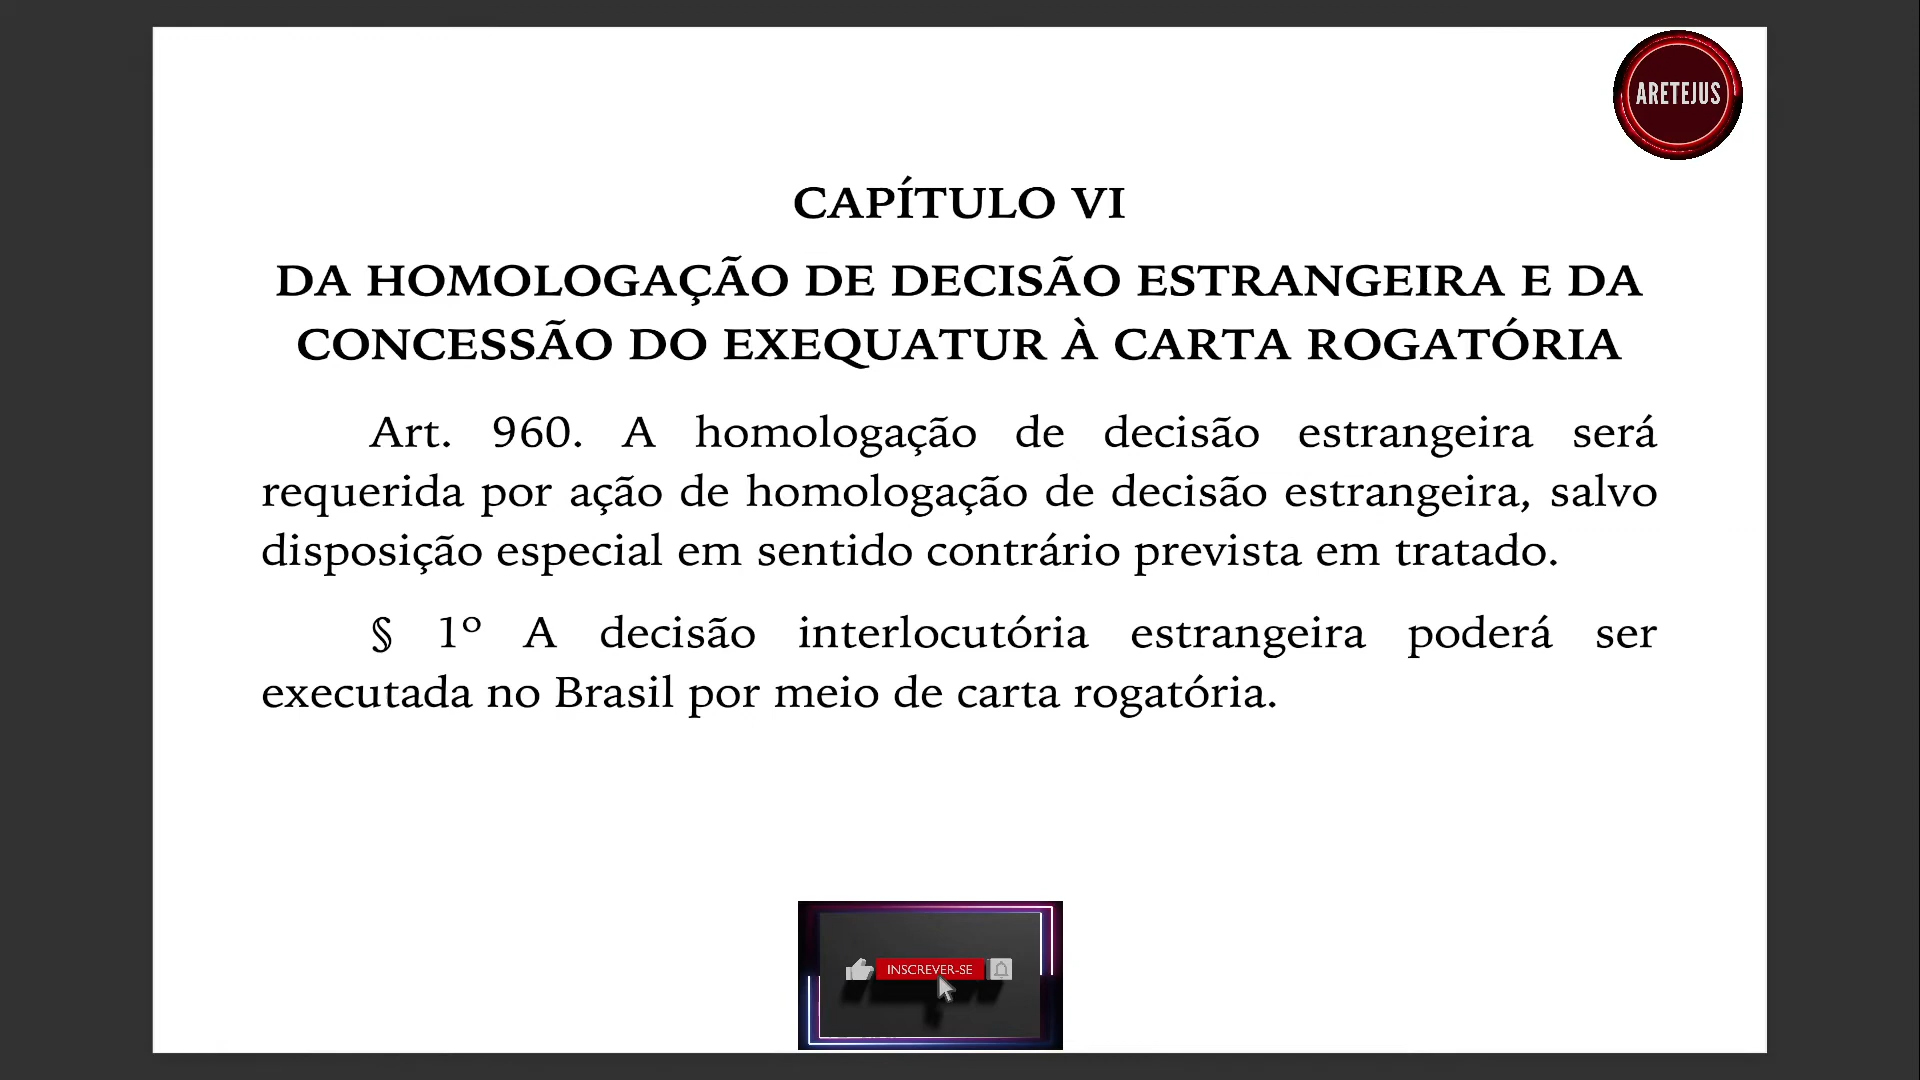 ARETEJUS
CAPÍTULO VI
DA HOMOLOGAÇÃO DE DECISÃO ESTRANGEIRA E DA
CONCESSÃO DO EXEQUATUR À CARTA ROGATÓRIA
Art. 960. A homologação de decisão estrangeira será
requerida por ação de homologação de decisão estrangeira, salvo
disposição especial em sentido contrário prevista em tratado.
§ 1º A decisão interlocutória estrangeira poderá ser
executada no Brasil por meio de carta rogatória.
INSCREVER-SE